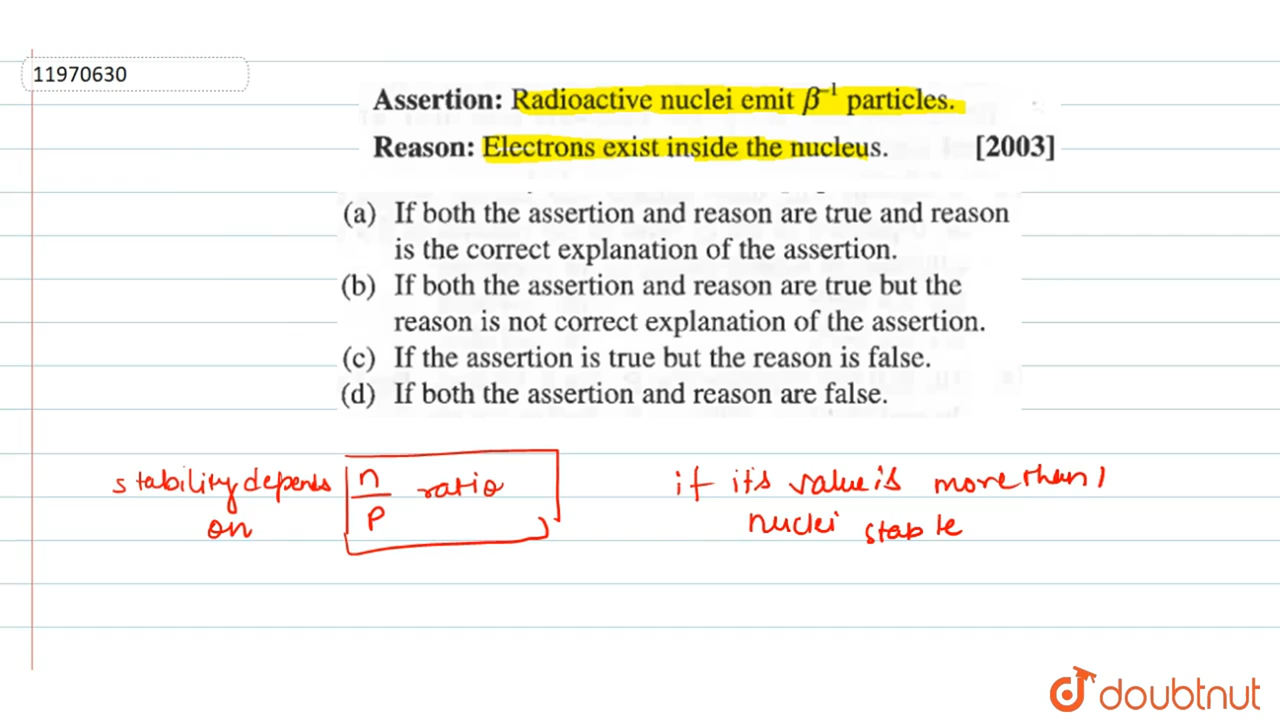 11970630
Assertion: Radioactive nuclei emit β⁻¹ particles.
Reason: Electrons exist inside the nucleus. [2003]
(a) If both the assertion and reason are true and reason
is the correct explanation of the assertion.
(b) If both the assertion and reason are true but the
reason is not correct explanation of the assertion.
(c) If the assertion is true but the reason is false.
(d) If both the assertion and reason are false.
stability depends on
n/p ratio
if it's value is more than 1
nuclei stable
doubtnut